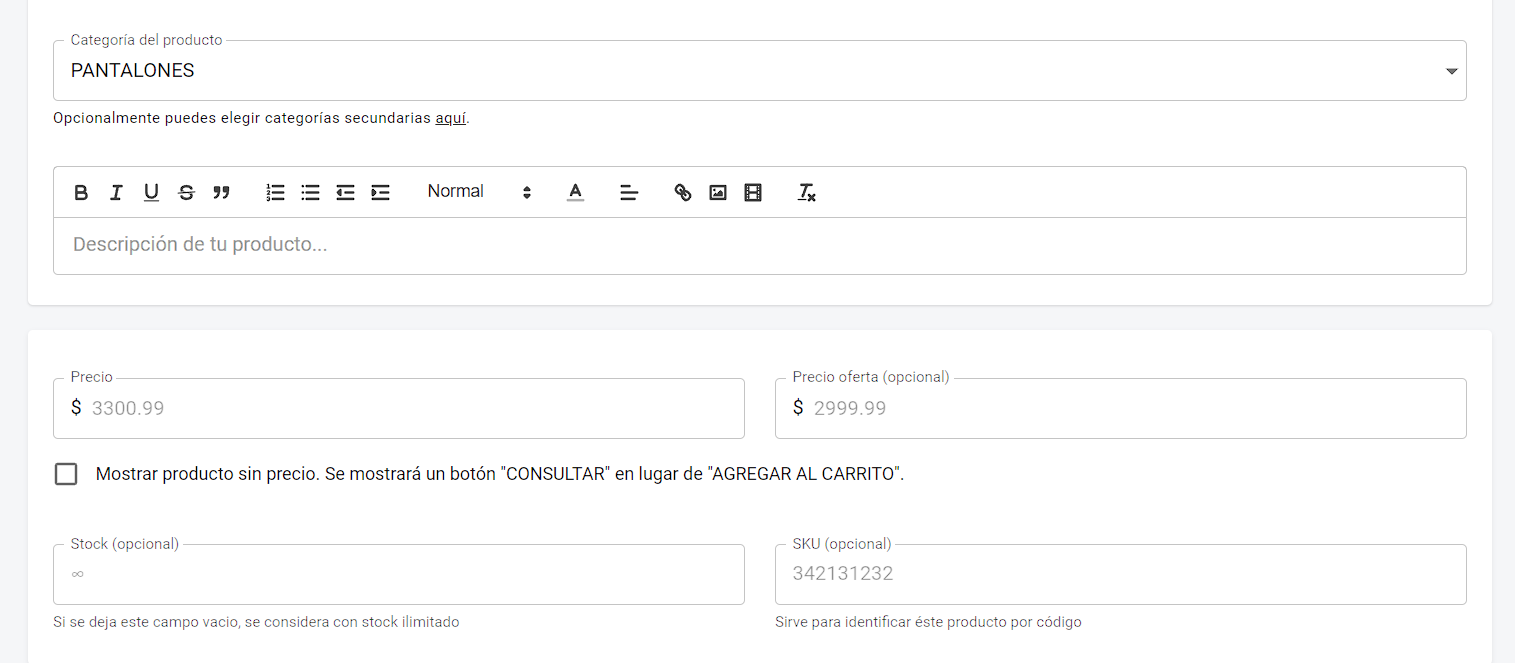 Categoría del producto
PANTALONES
Opcionalmente puedes elegir categorías secundarias aquí.
B I U S Normal A
Descripción de tu producto...
Precio
$ 3300.99
Precio oferta (opcional)
$ 2999.99
Mostrar producto sin precio. Se mostrará un botón "CONSULTAR" en lugar de "AGREGAR AL CARRITO".
Stock (opcional)
∞
Si se deja este campo vacio, se considera con stock ilimitado
SKU (opcional)
342131232
Sirve para identificar éste producto por código